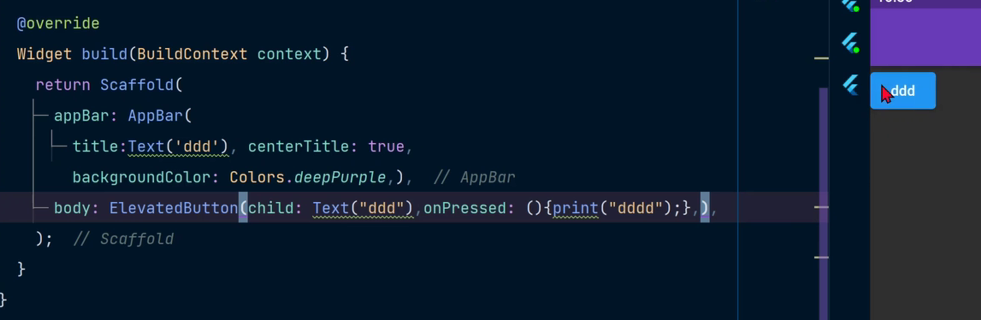 @override
Widget build(BuildContext context) {
return Scaffold(
appBar: AppBar(
title:Text('ddd'), centerTitle: true,
backgroundColor: Colors.deepPurple,), // AppBar
body: ElevatedButton(child: Text("ddd"),onPressed: (){print("dddd");},),
); // Scaffold
}
}
ddd